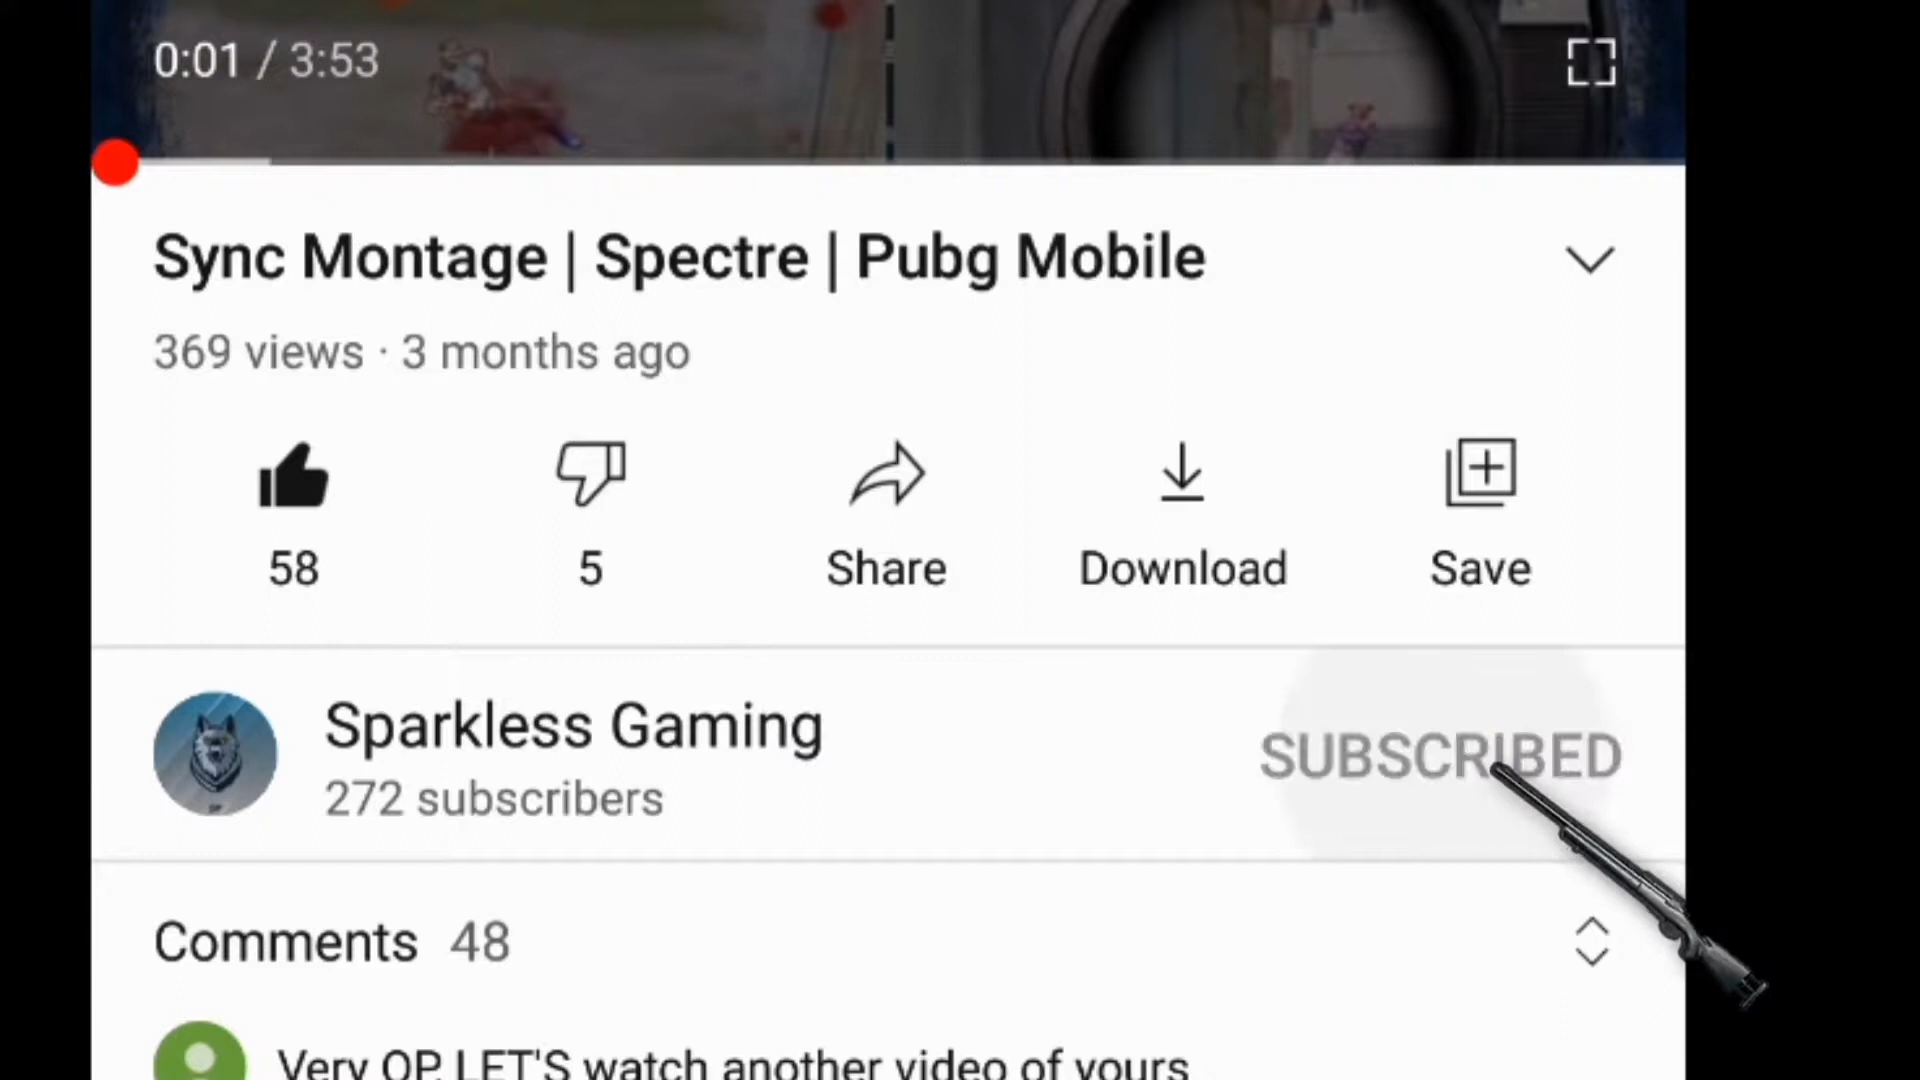 0:01 / 3:53
Sync Montage | Spectre | Pubg Mobile
369 views · 3 months ago
58
5
Share
Download
Save
Sparkless Gaming
272 subscribers
SUBSCRIBED
Comments 48
Very OP. LET'S watch another video of yours